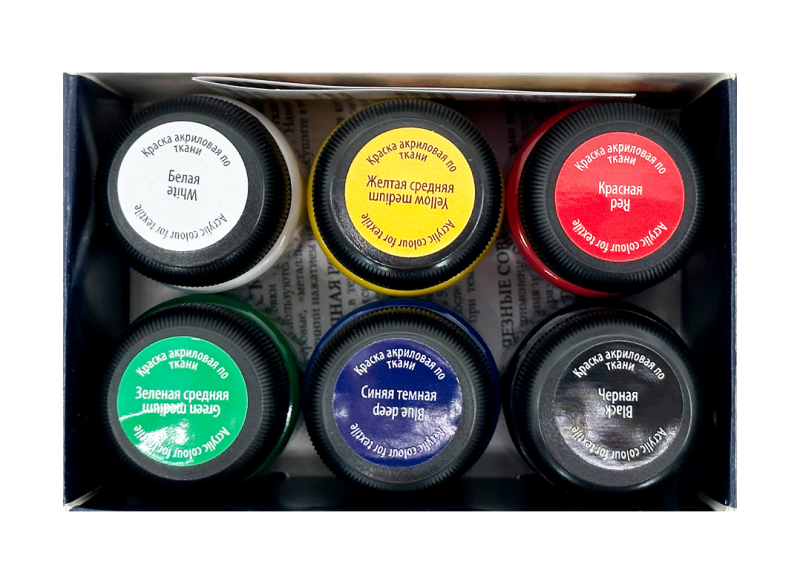 Краска акриловая по
ткани
Белая
White
Acrylic colour for textile
Краска акриловая по
ткани
Желтая средняя
Yellow medium
Acrylic colour for textile
Краска акриловая по
ткани
Красная
Red
Acrylic colour for textile
Краска акриловая по
ткани
Зеленая средняя
Green medium
Acrylic colour for textile
Краска акриловая по
ткани
Синяя темная
Blue deep
Acrylic colour for textile
Краска акриловая по
ткани
Черная
Black
Acrylic colour for textile